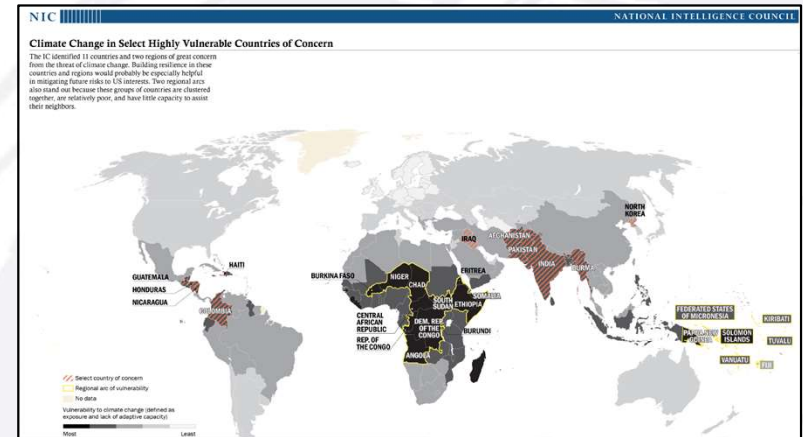 NIC
NATIONAL INTELLIGENCE COUNCIL
Climate Change in Select Highly Vulnerable Countries of Concern
The IC identified 11 countries and two regions of great concern
from the threat of climate change. Building resilience in these
countries and regions would probably be especially helpful
in mitigating future risks to US interests. Two regional arcs
also stand out because these groups of countries are clustered
together, are relatively poor, and have little capacity to assist
their neighbors.
NORTH
KOREA
AFGHANISTAN
IRAQ
PAKISTAN
INDIA
BURMA
HAITI
GUATEMALA
HONDURAS
NICARAGUA
COLOMBIA
BURKINA FASO
NIGER
CHAD
ERITREA
SOMALIA
SOUTH
SUDAN
ETHIOPIA
CENTRAL
AFRICAN
REPUBLIC
DEM. REP.
OF THE
CONGO
REP. OF
THE CONGO
BURUNDI
ANGOLA
FEDERATED STATES
OF MICRONESIA
KIRIBATI
PAPUA NEW
GUINEA
SOLOMON
ISLANDS
TUVALU
VANUATU
FIJI
Select country of concern
Regional arc of vulnerability
No data
Vulnerability to climate change (defined as
exposure and lack of adaptive capacity)
Most
Least